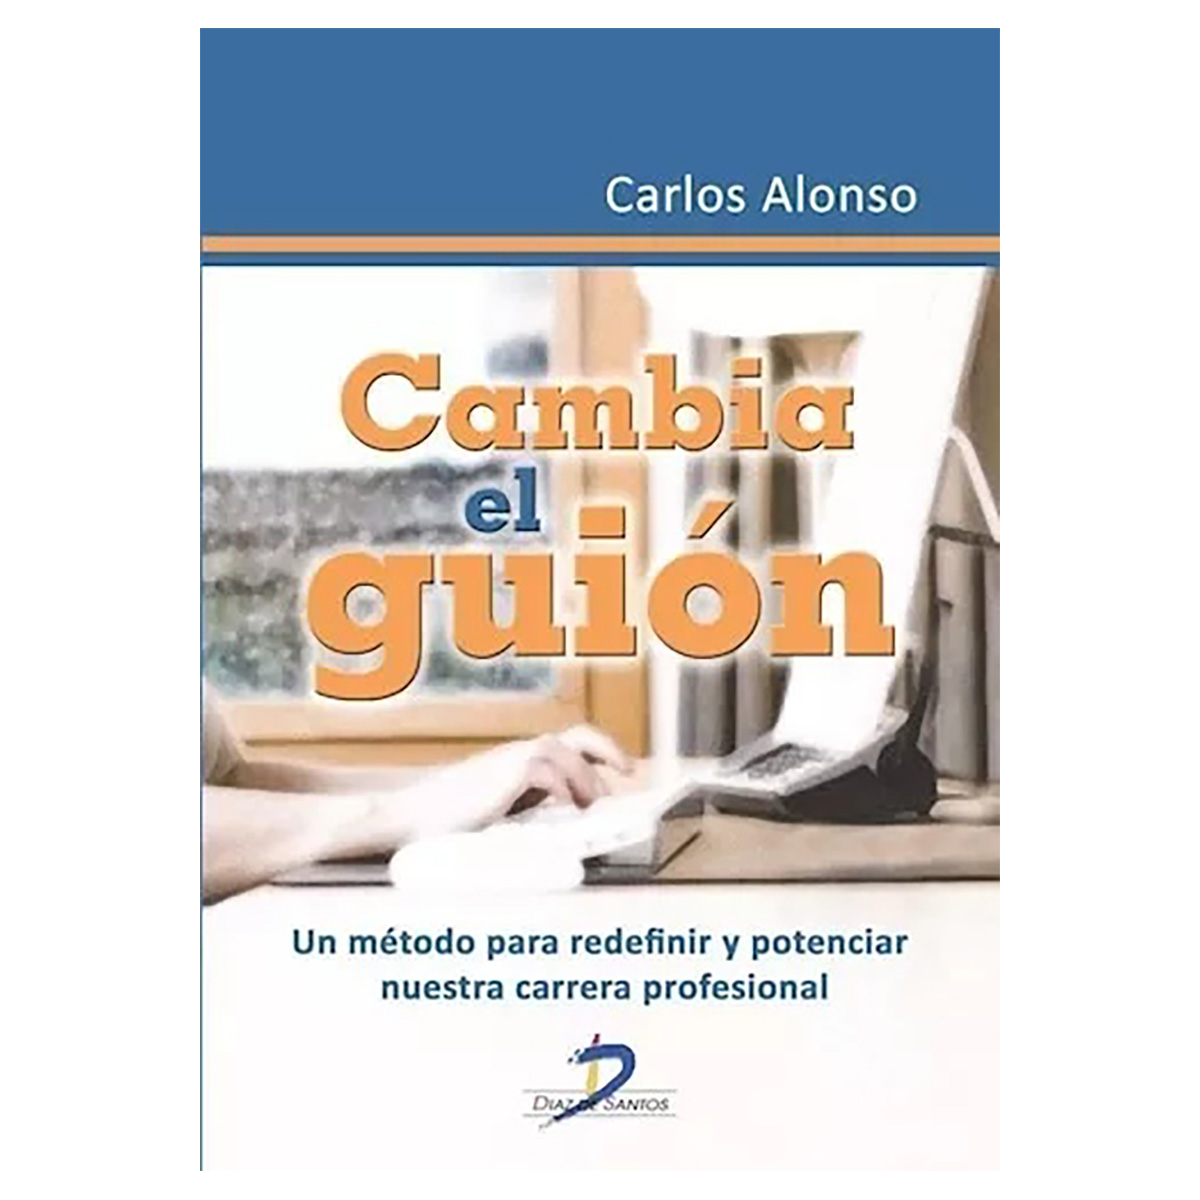 Carlos Alonso
Cambia
el
guión
Un método para redefinir y potenciar
nuestra carrera profesional
DIAZ DE SANTOS